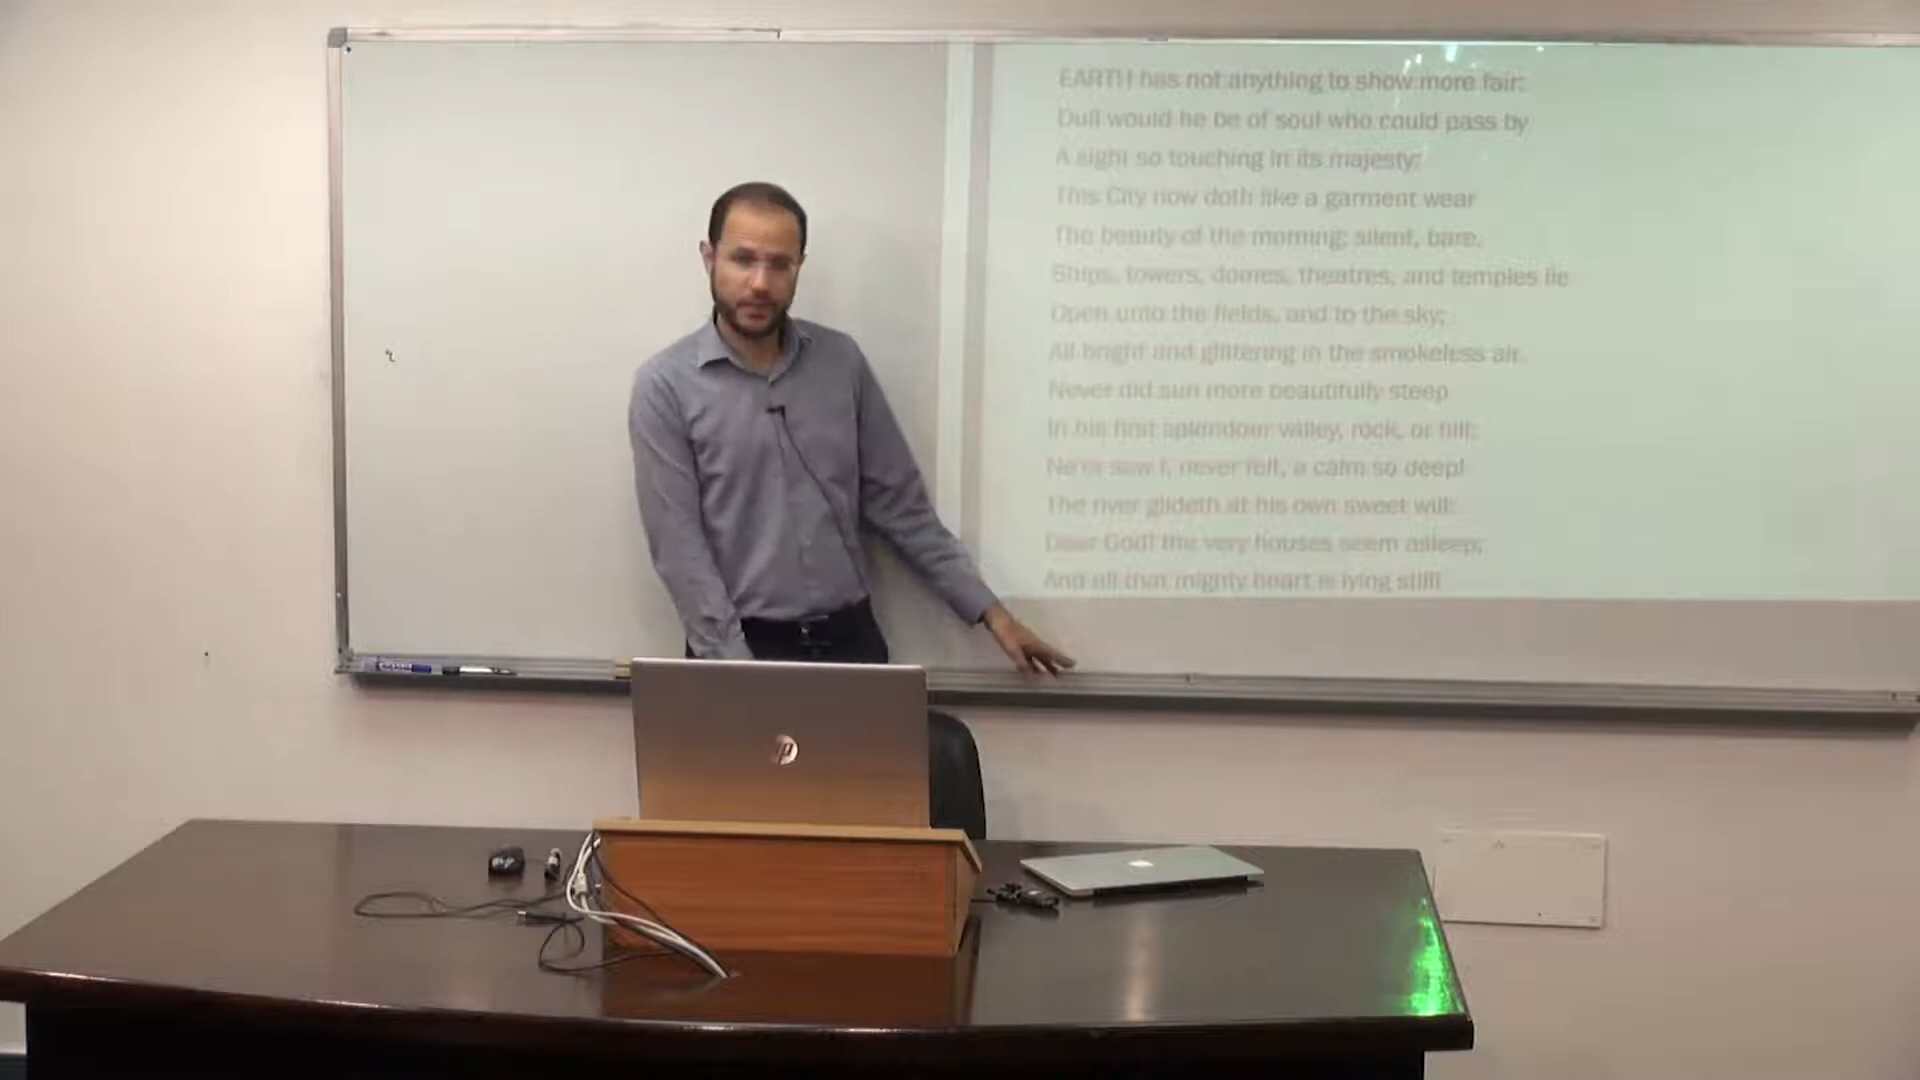 EARTH has not anything to show more fair:
Dull would he be of soul who could pass by
A sight so touching in its majesty:
This City now doth like a garment wear
The beauty of the morning; silent, bare,
Ships, towers, domes, theatres, and temples lie
Open unto the fields, and to the sky;
All bright and glittering in the smokeless air.
Never did sun more beautifully steep
In his first splendour valley, rock, or hill;
Ne'er saw I, never felt, a calm so deep!
The river glideth at his own sweet will:
Dear God! the very houses seem asleep;
And all that mighty heart is lying still!
hp